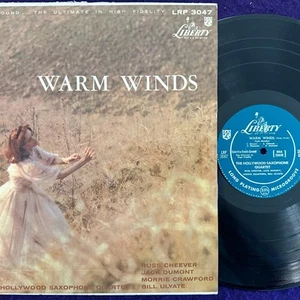 OUND... THE ULTIMATE IN HIGH FIDELITY
LRP 3047
LIBERTY
WARM WINDS
RUSS CHEEVER
JACK DUMONT
MORRIE CRAWFORD
HOLLYWOOD SAXOPHONE QUARTET
BILL ULYATE
LIBERTY
WARM WINDS
THE HOLLYWOOD SAXOPHONE
QUARTET
LONG PLAYING MICROGROOVE